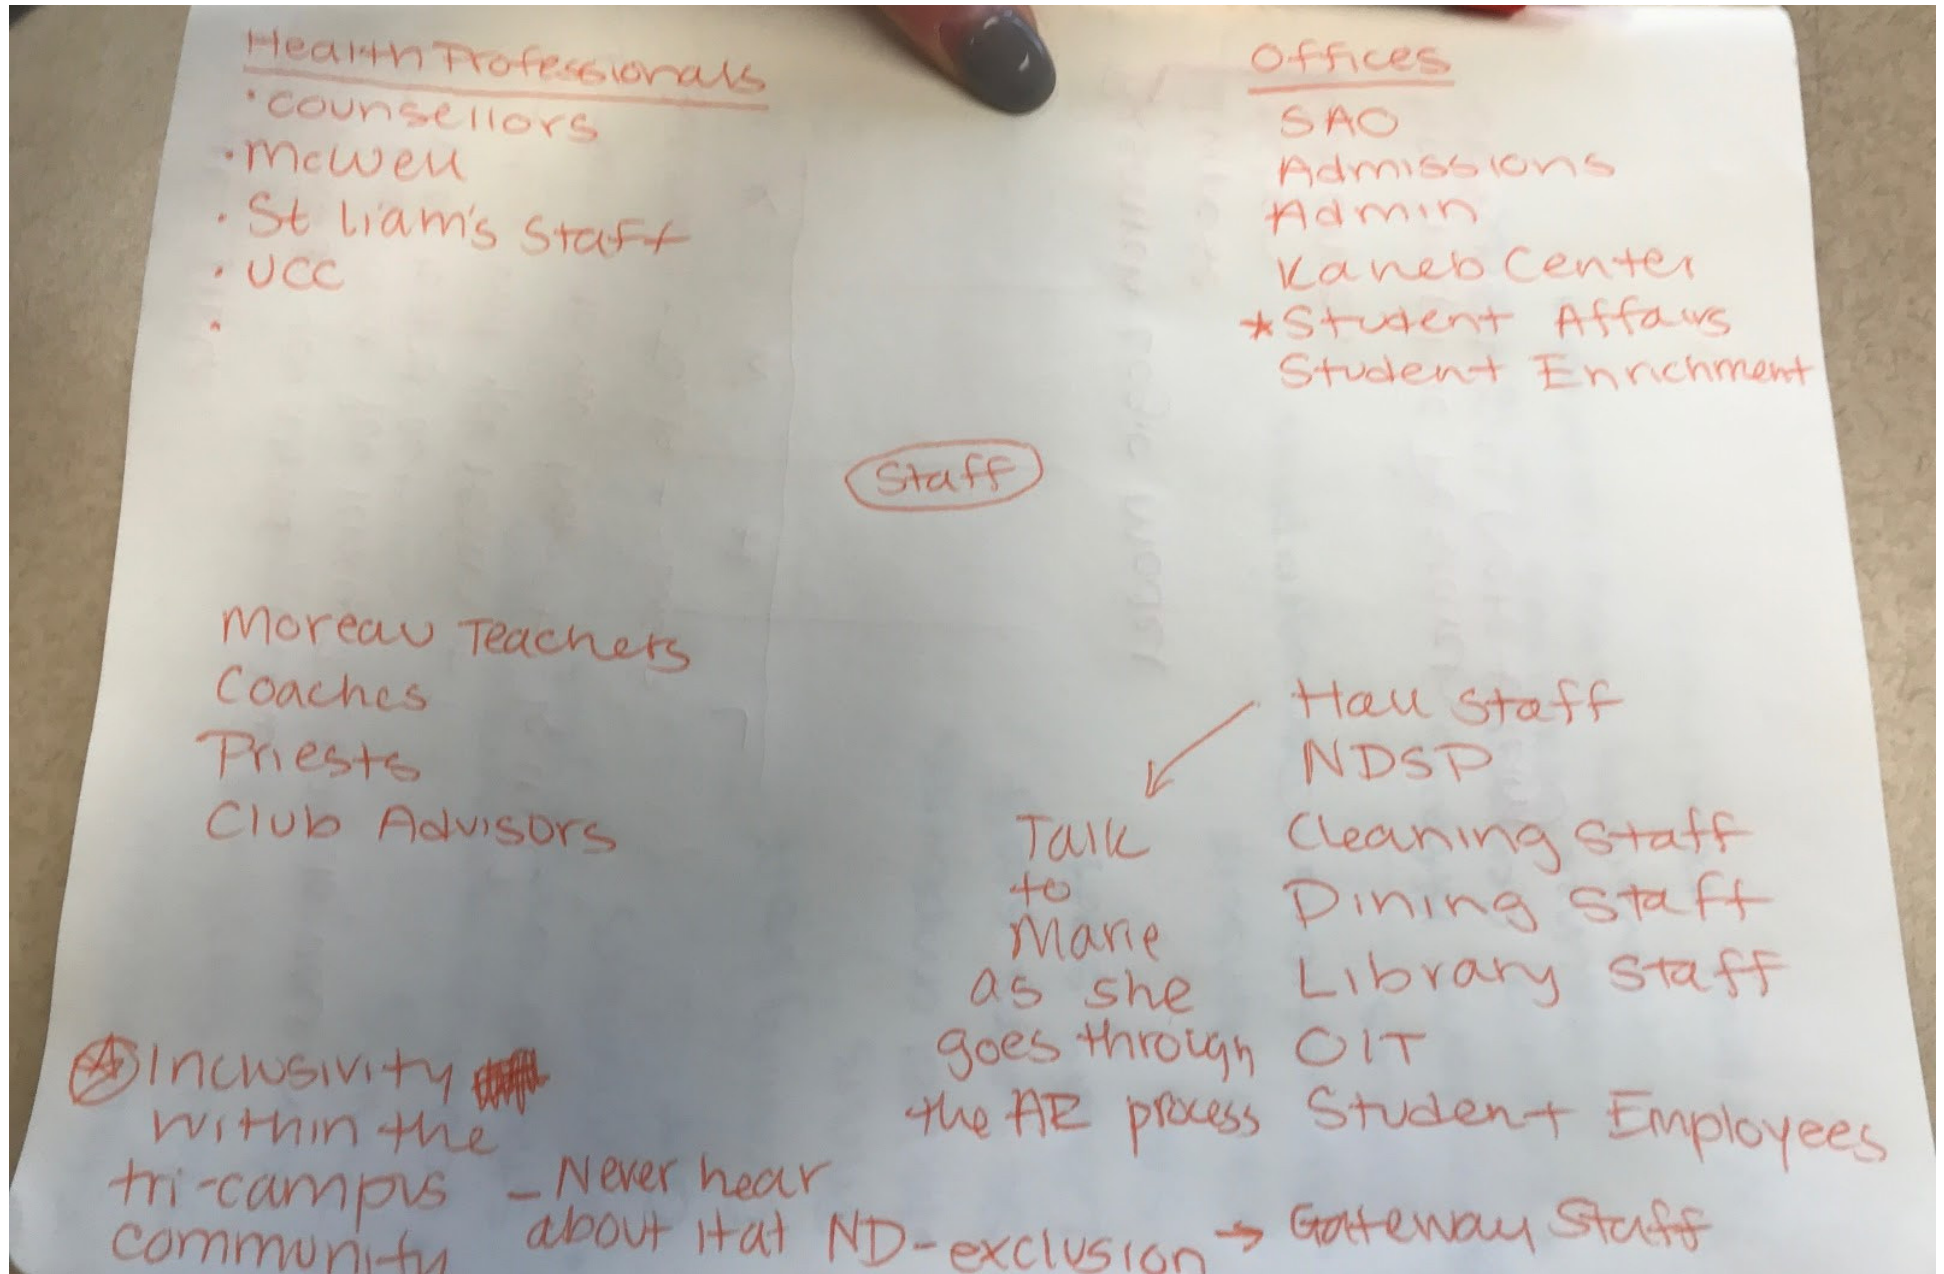 Health Professionals
• counsellors
• McWell
• St Liam's Staff
• UCC
•
Offices
SAO
Admissions
Admin
Kaneb Center
*Student Affairs
Student Enrichment
Staff
Moreau Teachers
Coaches
Priests
Club Advisors
Hall Staff
NDSP
Cleaning Staff
Dining Staff
Library Staff
OIT
Student Employees
Talk
to
Marie
as she
goes through
the AR process
Inclusivity
within the
tri-campus
community
- Never hear
about it at ND-exclusion → Gateway Staff